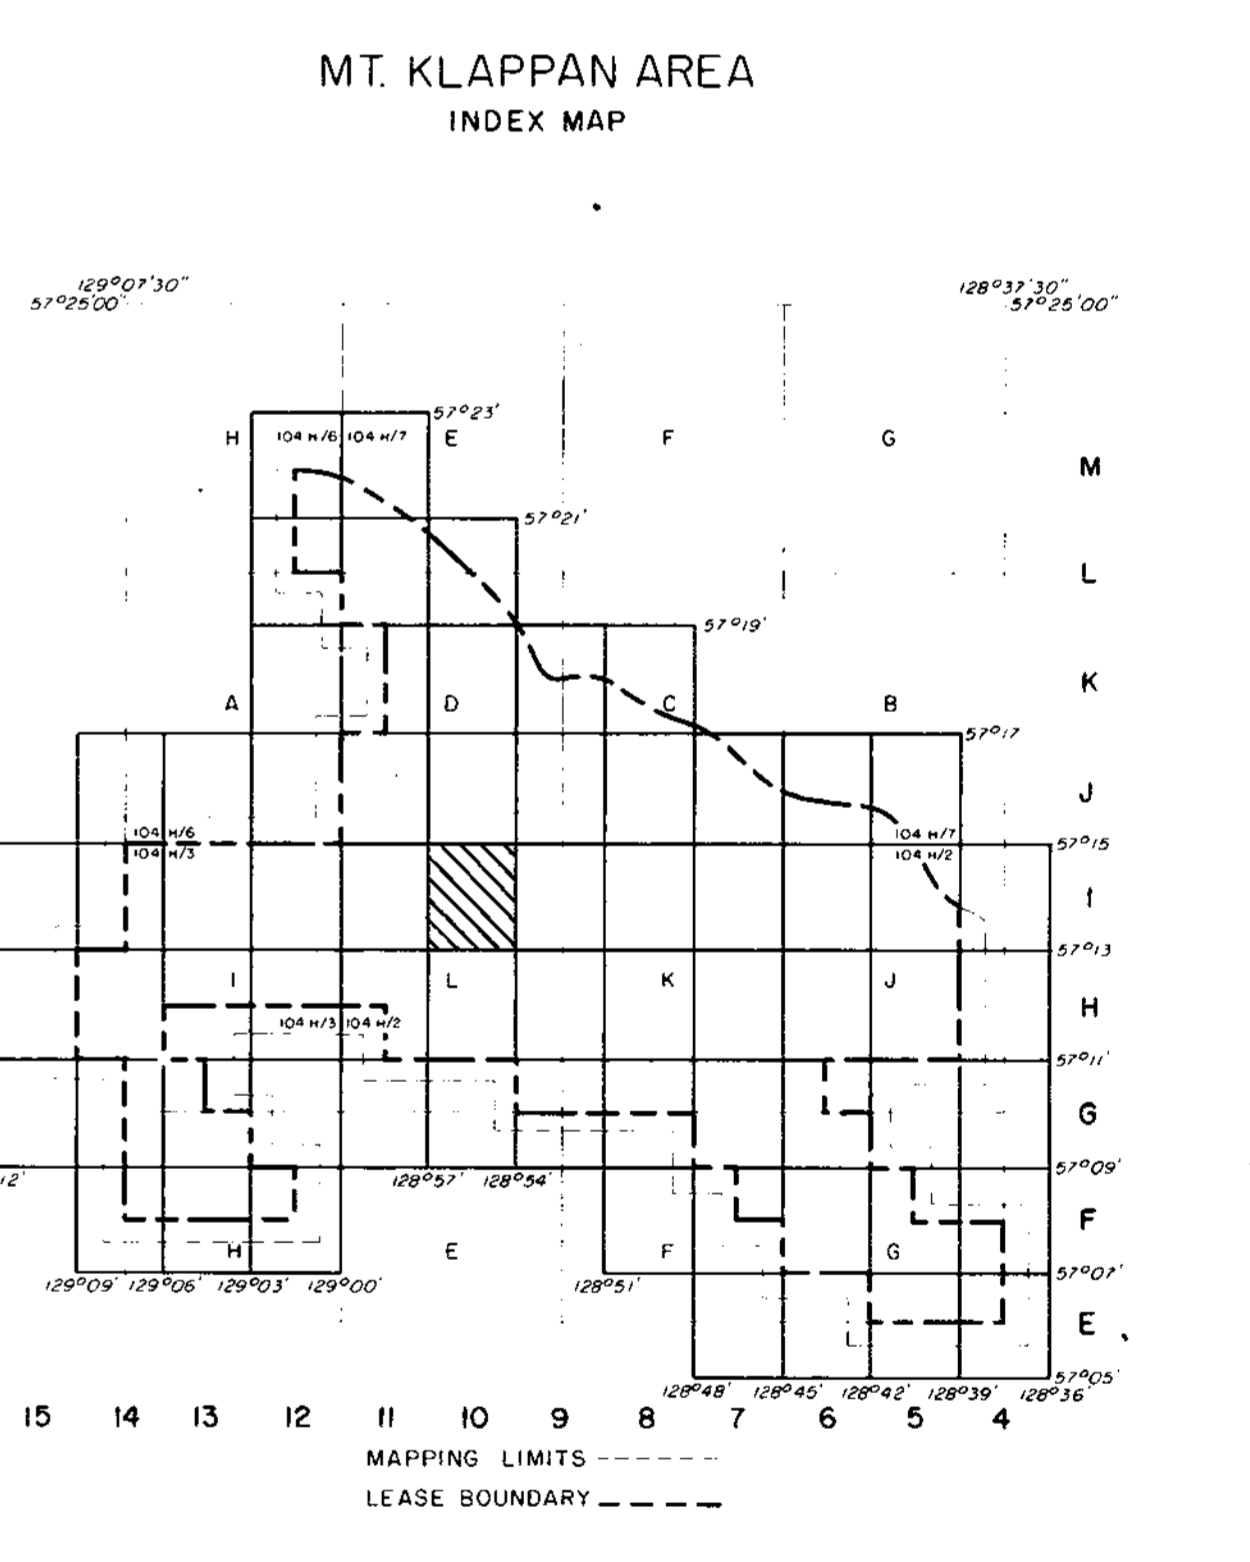 MT. KLAPPAN AREA
INDEX MAP
129°07'30"
57°25'00"
128°37'30"
57°25'00"
57°23'
H 104 H/6 104 H/7 E F G
M
57°21'
L
57°19'
K
A D C B
57°17
J
104 H/6
104 H/3
104 H/7
104 H/2
57°15
I
57°13
I L K J
H
104 H/3 104 H/2
57°11'
G
57°09'
12'
128°57' 128°54'
F
H E F G
57°07'
129°09' 129°06' 129°03' 129°00' 128°51'
E
57°05'
128°48' 128°45' 128°42' 128°39' 128°36'
15 14 13 12 11 10 9 8 7 6 5 4
MAPPING LIMITS
LEASE BOUNDARY